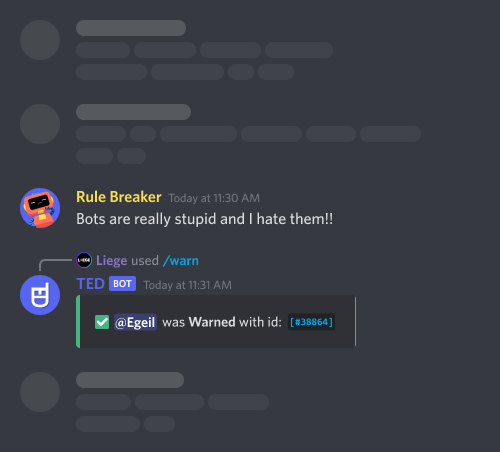 Rule Breaker Today at 11:30 AM
Bots are really stupid and I hate them!!
LIEGE Liege used /warn
TED BOT Today at 11:31 AM
@Egeil was Warned with id: [#38864]